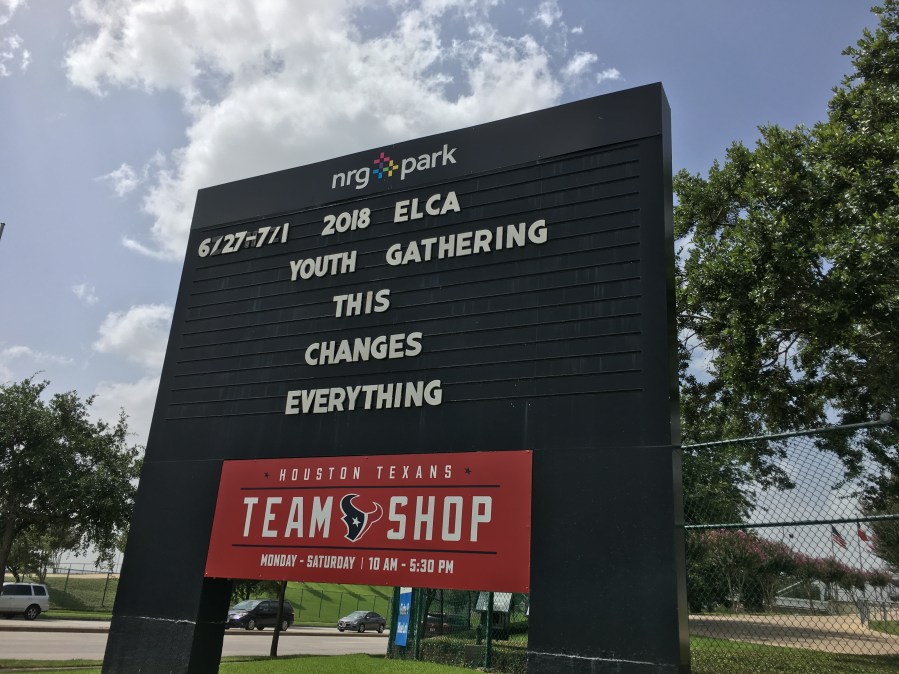 nrg park
6/27-7/1 2018 ELCA
YOUTH GATHERING
THIS
CHANGES
EVERYTHING
HOUSTON TEXANS
TEAM SHOP
MONDAY - SATURDAY | 10 AM - 5:30 PM